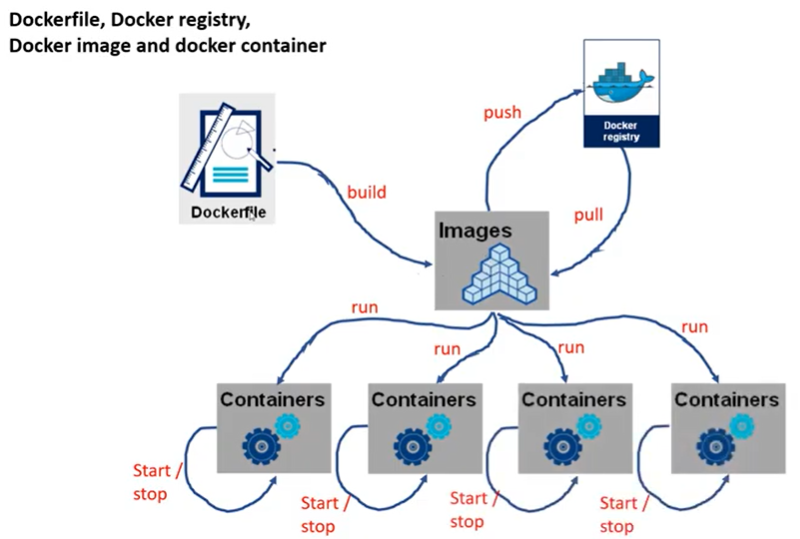 Dockerfile, Docker registry,
Docker image and docker container
Dockerfile
build
push
Docker
registry
pull
Images
run
run
run
run
Containers
Containers
Containers
Containers
Start /
stop
Start /
stop
Start /
stop
Start /
stop